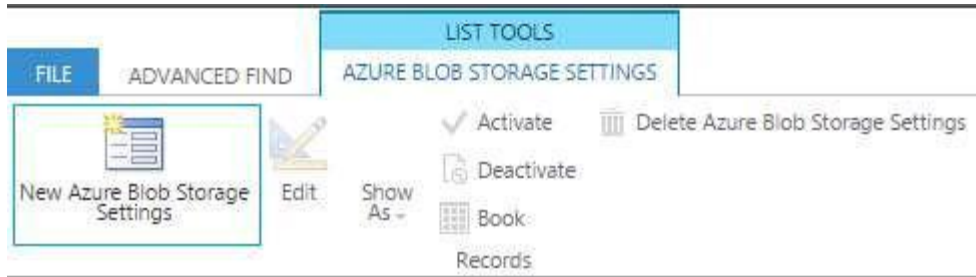 LIST TOOLS
FILE
ADVANCED FIND
AZURE BLOB STORAGE SETTINGS
New Azure Blob Storage
Settings
Edit
Show
As
Activate
Deactivate
Book
Delete Azure Blob Storage Settings
Records